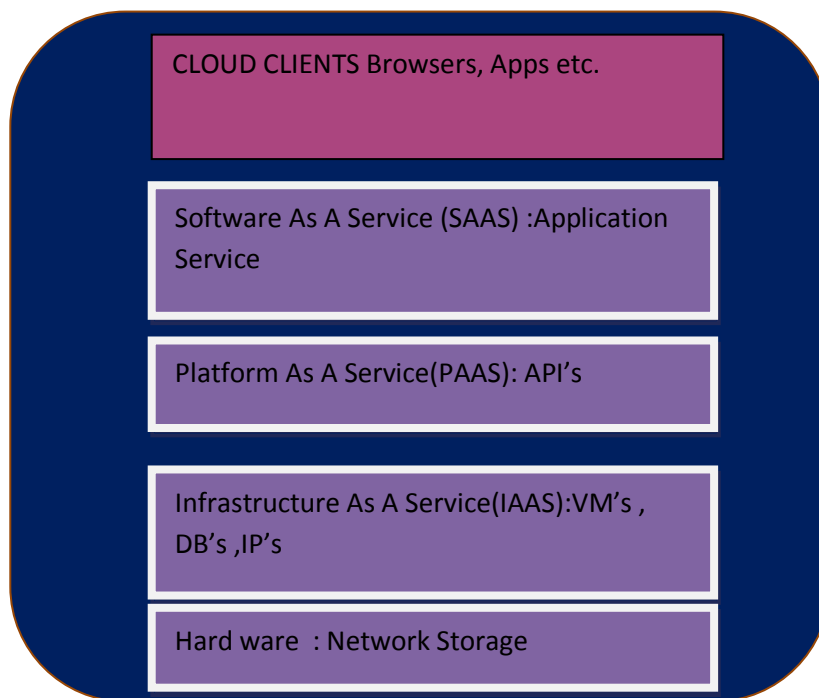 CLOUD CLIENTS Browsers, Apps etc.
Software As A Service (SAAS) :Application
Service
Platform As A Service(PAAS): API’s
Infrastructure As A Service(IAAS):VM’s ,
DB’s ,IP’s
Hard ware  : Network Storage